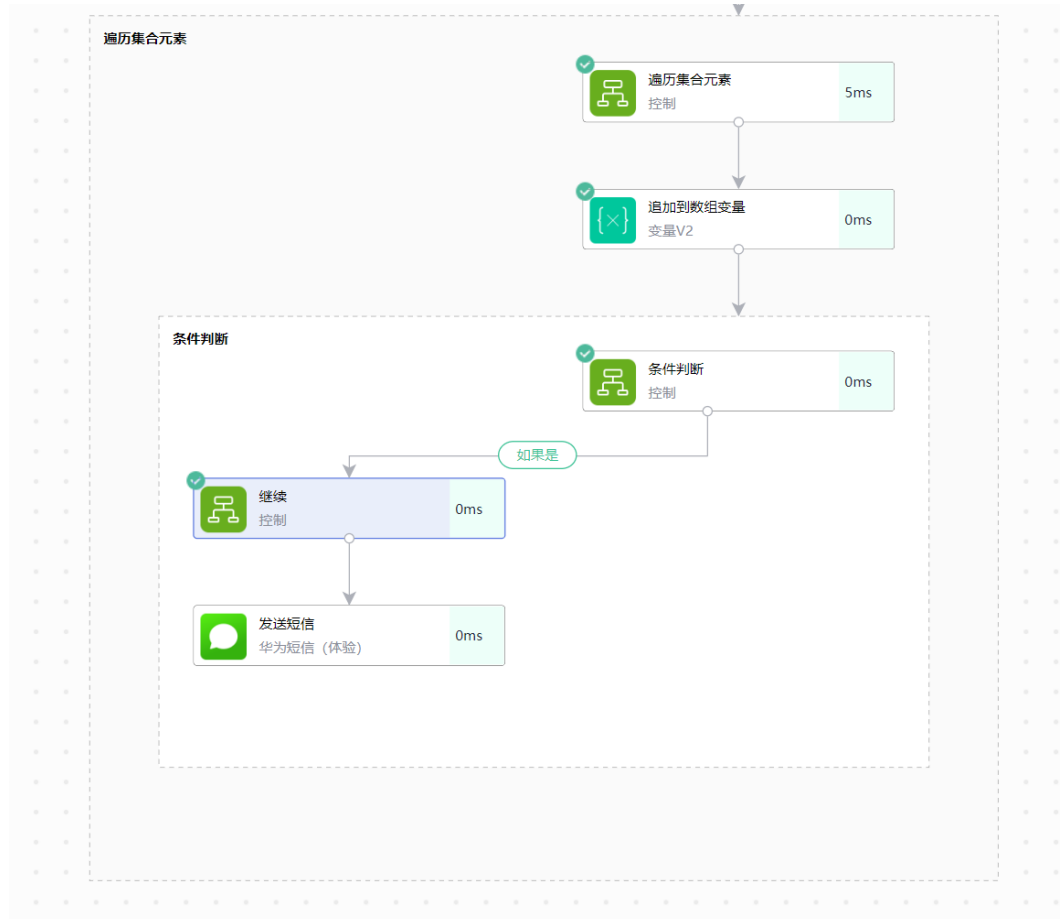 遍历集合元素
遍历集合元素
控制
5ms
追加到数组变量
变量V2
0ms
条件判断
条件判断
控制
0ms
如果是
继续
控制
0ms
发送短信
华为短信（体验）
0ms